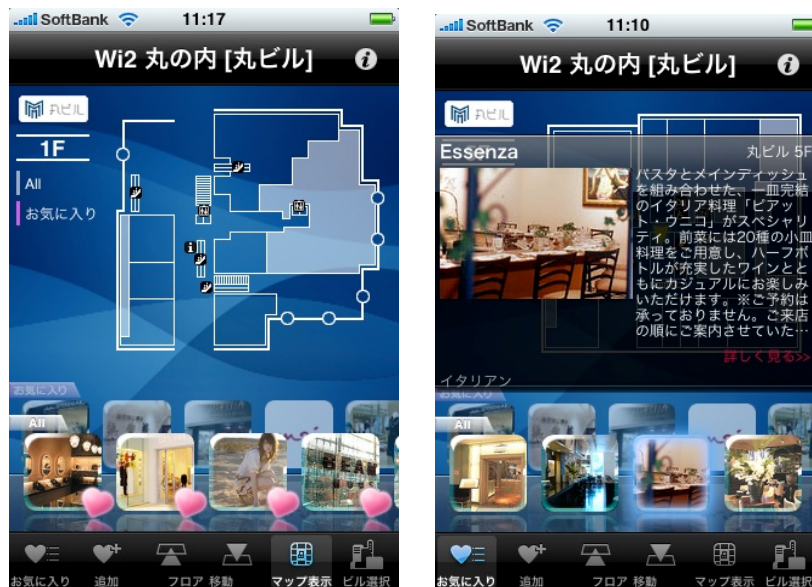 SoftBank 11:17
Wi2 丸の内 [丸ビル]
丸ビル
1F
All
お気に入り
お気に入り
All
お気に入り 追加 フロア 移動 マップ表示 ビル選択
SoftBank 11:10
Wi2 丸の内 [丸ビル]
丸ビル
Essenza 丸ビル 5F
パスタとメインディッシュ
を組み合わせた、一皿完結
のイタリア料理「ピアッ
ト・ウニコ」がスペシャリ
ティ。前菜には20種の小皿
料理をご用意し、ハーフボ
トルが充実したワインとと
もにカジュアルにお楽しみ
いただけます。※ご予約は
承っておりません。ご来店
の順にご案内させていた…
詳しく見る>>
イタリアン
お気に入り
All
お気に入り 追加 フロア 移動 マップ表示 ビル選択